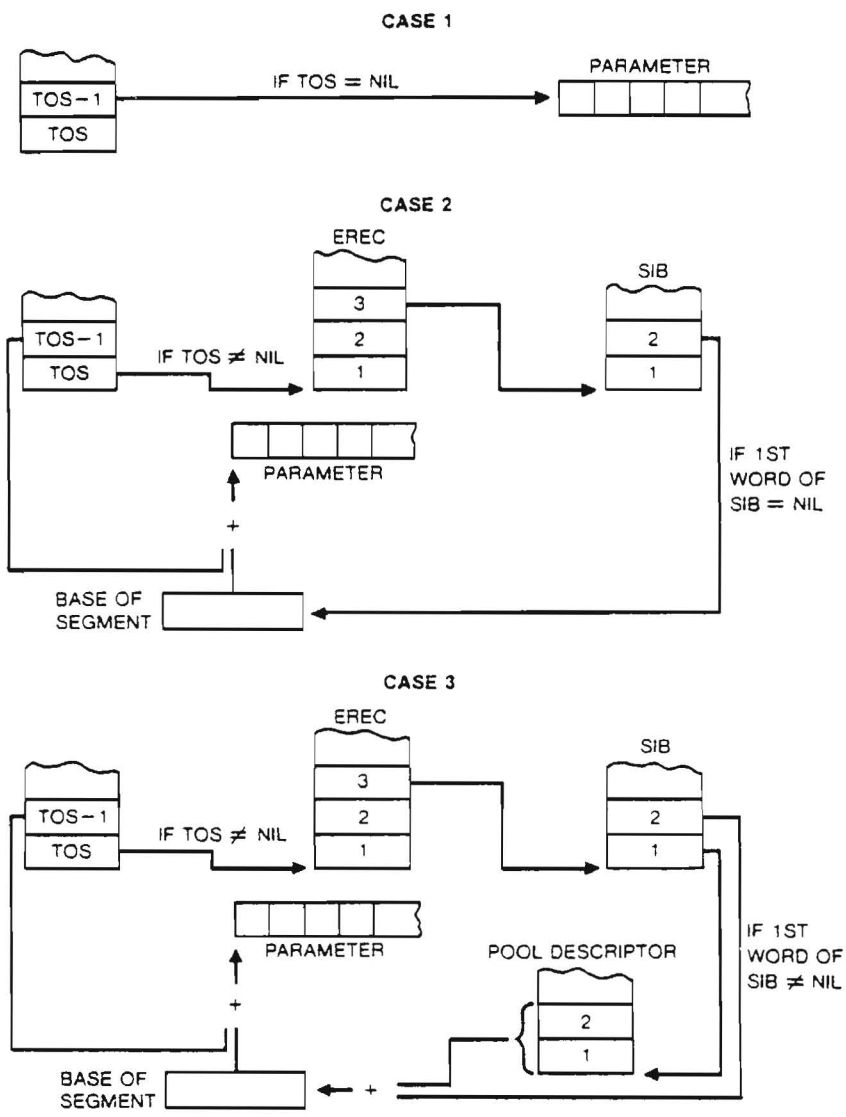 CASE 1
PARAMETER
IF TOS = NIL
TOS-1
TOS
CASE 2
EREC
SIB
3
TOS-1
2
2
IF TOS ≠ NIL
TOS
1
1
PARAMETER
IF 1ST
WORD OF
SIB = NIL
+
BASE OF
SEGMENT
CASE 3
EREC
SIB
3
TOS-1
2
2
IF TOS ≠ NIL
TOS
1
1
PARAMETER
IF 1ST
WORD OF
SIB ≠ NIL
POOL DESCRIPTOR
+
2
1
BASE OF
SEGMENT
+